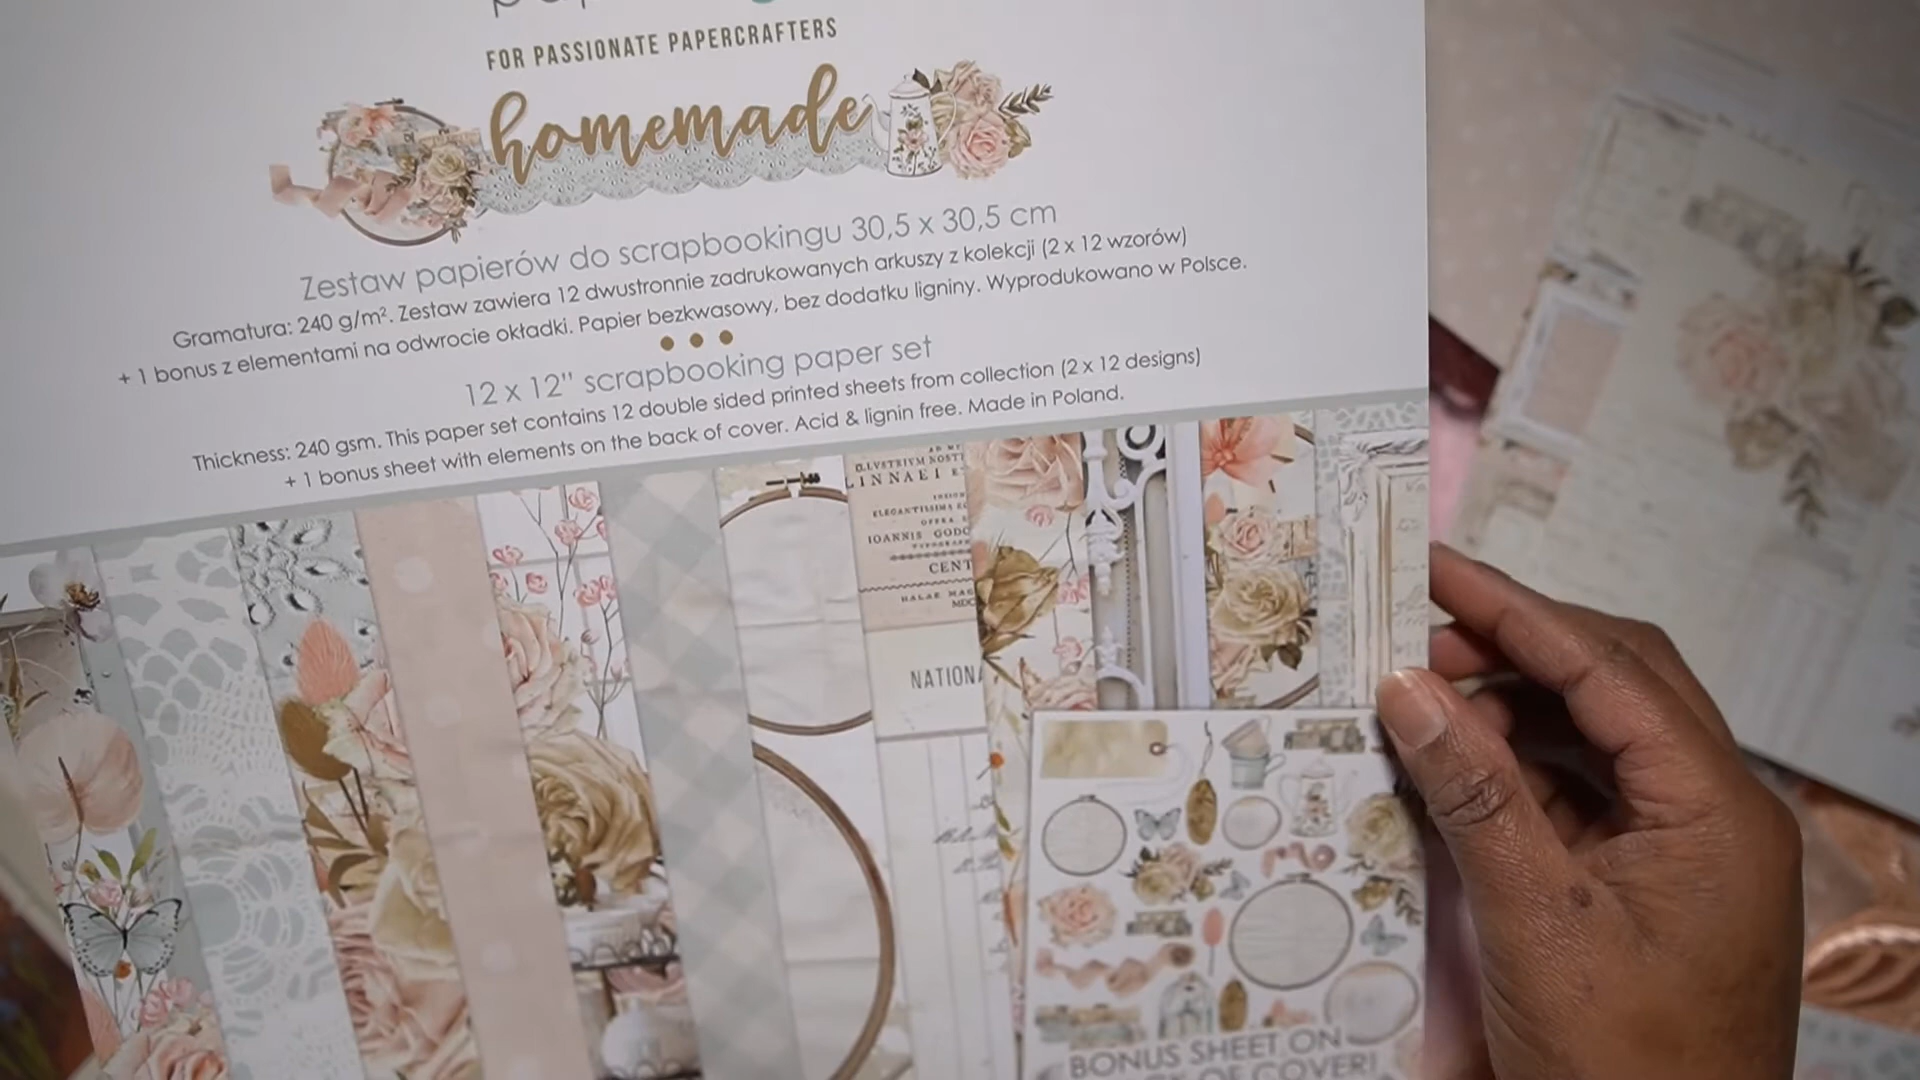 FOR PASSIONATE PAPERCRAFTERS
homemade
Zestaw papierów do scrapbookingu 30,5 x 30,5 cm
Gramatura: 240 g/m². Zestaw zawiera 12 dwustronnie zadrukowanych arkuszy z kolekcji (2 x 12 wzorów)
+ 1 bonus z elementami na odwrocie okładki. Papier bezkwasowy, bez dodatku ligniny. Wyprodukowano w Polsce.
12 x 12" scrapbooking paper set
Thickness: 240 gsm. This paper set contains 12 double sided printed sheets from collection (2 x 12 designs)
+ 1 bonus sheet with elements on the back of cover. Acid & lignin free. Made in Poland.
LINNAEI
ELEGANTISSIMA
OPERA
IOANNIS GODO
CENT
NATION
BONUS SHEET ON
OF COVER!